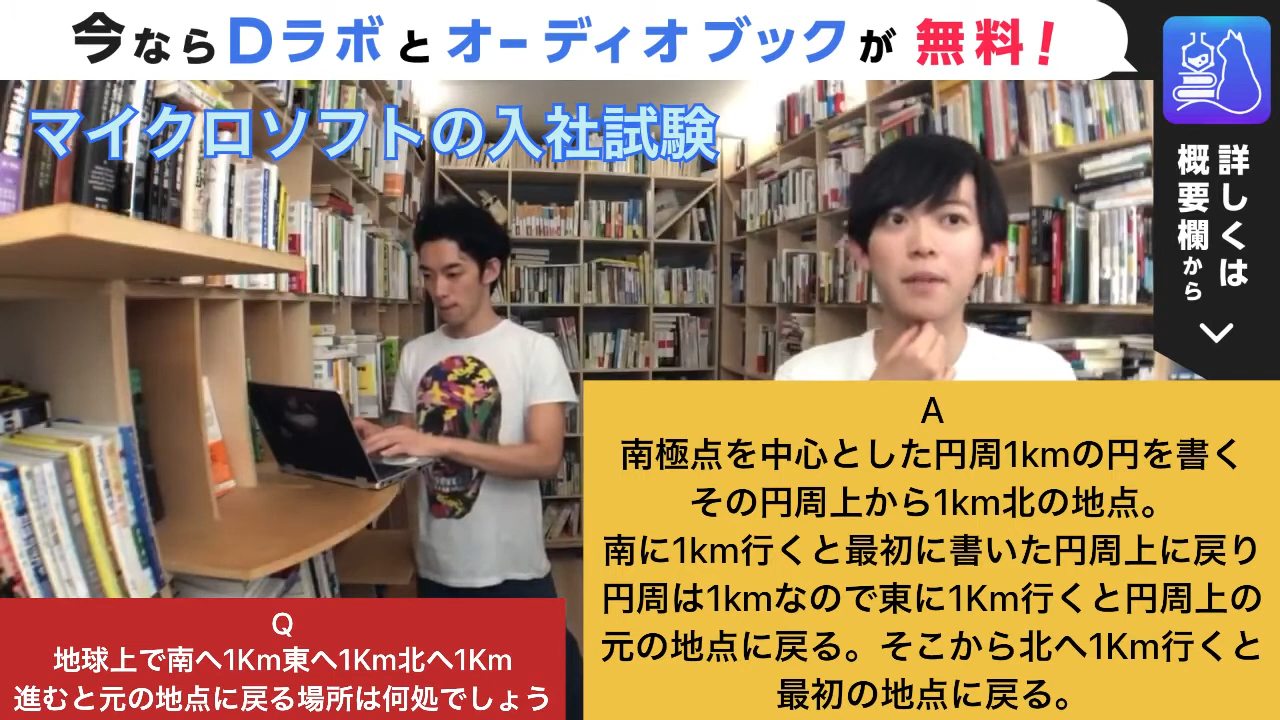 今ならDラボとオーディオブックが無料!
詳しくは
概要欄から
マイクロソフトの入社試験
A
南極点を中心とした円周1kmの円を書く
その円周上から1km北の地点。
南に1km行くと最初に書いた円周上に戻り
円周は1kmなので東に1Km行くと円周上の
元の地点に戻る。そこから北へ1Km行くと
最初の地点に戻る。
Q
地球上で南へ1Km東へ1Km北へ1Km
進むと元の地点に戻る場所は何処でしょう